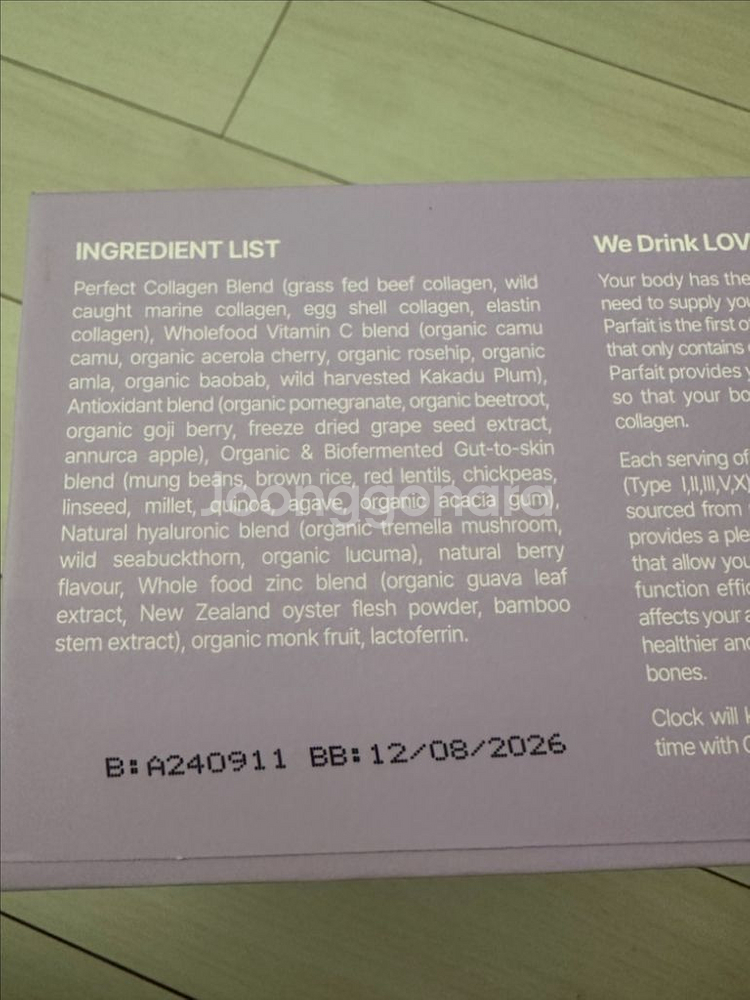 INGREDIENT LIST
Perfect Collagen Blend (grass fed beef collagen, wild
caught marine collagen, egg shell collagen, elastin
collagen), Wholefood Vitamin C blend (organic camu
camu, organic acerola cherry, organic rosehip, organic
amla, organic baobab, wild harvested Kakadu Plum),
Antioxidant blend (organic pomegranate, organic beetroot,
organic goji berry, freeze dried grape seed extract,
annurca apple), Organic & Biofermented Gut-to-skin
blend (mung beans, brown rice, red lentils, chickpeas,
linseed, millet, quinoa, agave, organic acacia gum),
Natural hyaluronic blend (organic tremella mushroom,
wild seabuckthorn, organic lucuma), natural berry
flavour, Whole food zinc blend (organic guava leaf
extract, New Zealand oyster flesh powder, bamboo
stem extract), organic monk fruit, lactoferrin.
B:A240911 BB:12/08/2026
We Drink LOV
Your body has the
need to supply you
Parfait is the first o
that only contains
Parfait provides
so that your bo
collagen.
Each serving of
(Type I,II,III,V,X)
sourced from
provides a ple
that allow you
function effic
affects your a
healthier and
bones.
Clock will
time with
Joonggonara